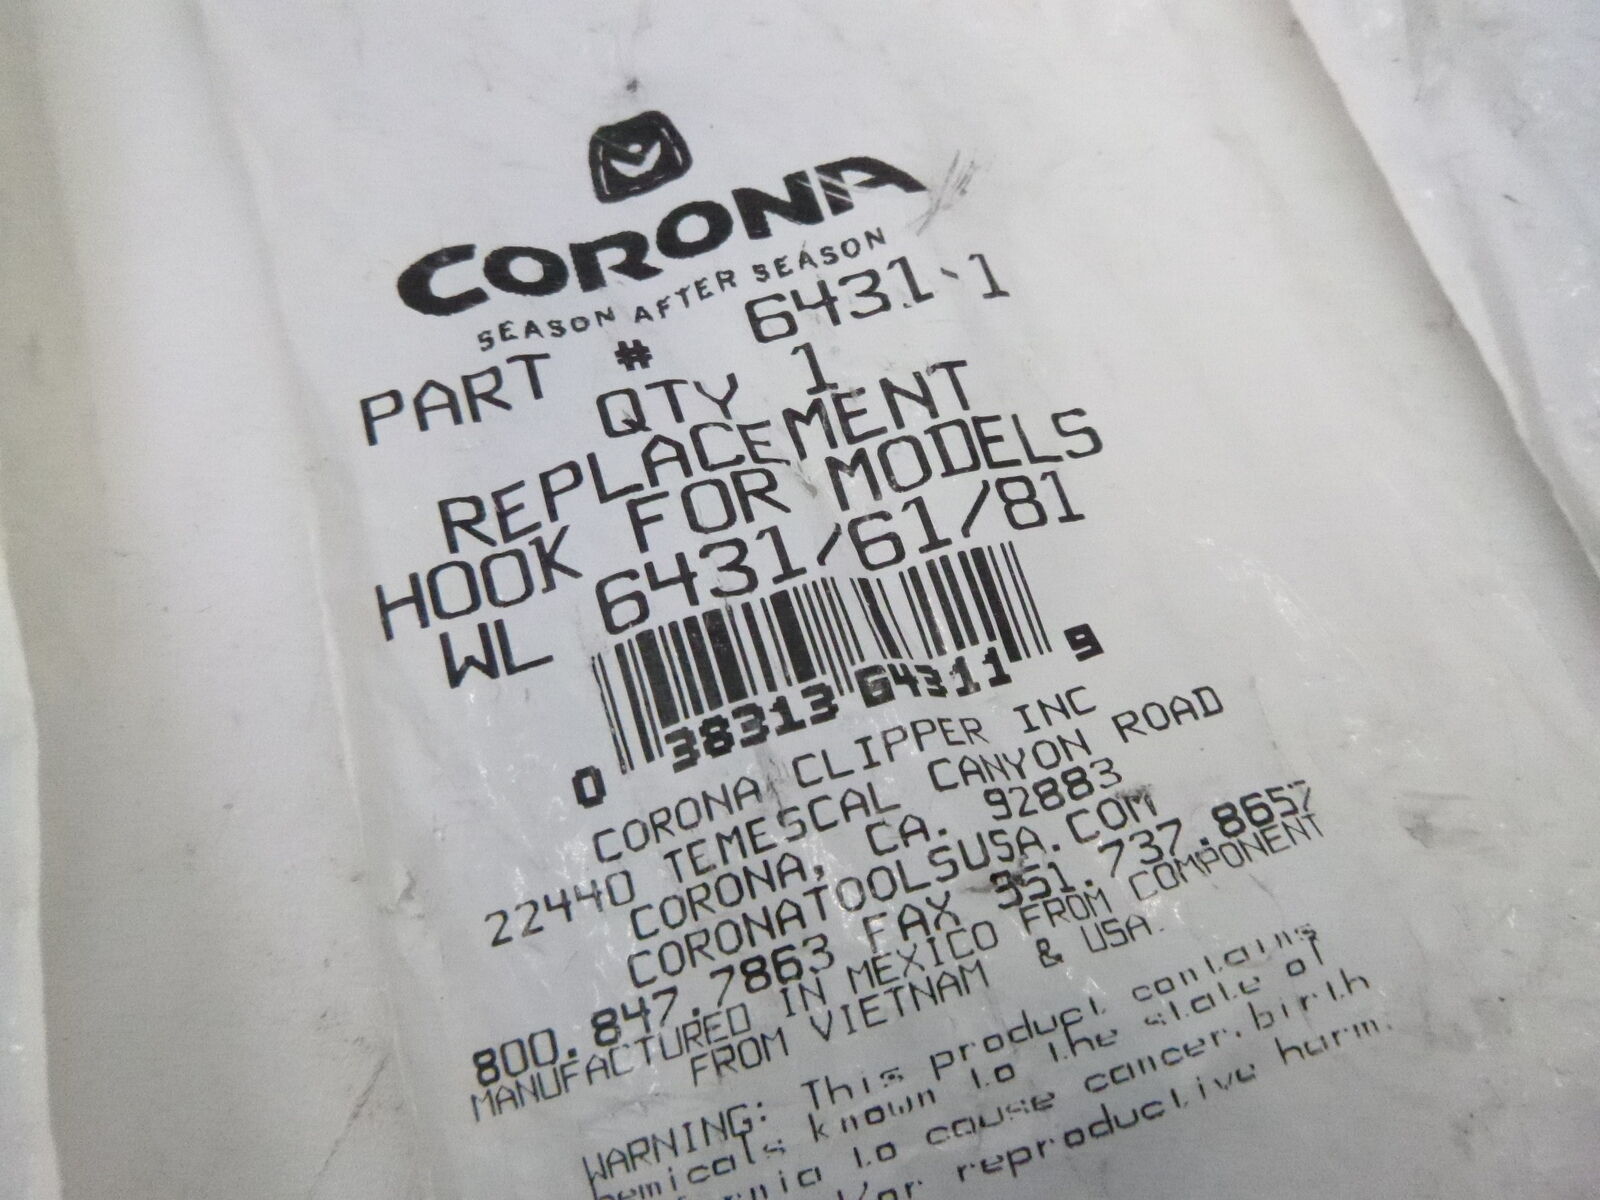 CORONA
SEASON AFTER SEASON
PART # 6431-1
QTY 1
REPLACEMENT
HOOK FOR MODELS
WL 6431/61/81
0 38313 64311 9
CORONA CLIPPER INC
22440 TEMESCAL CANYON ROAD
CORONA, CA. 92883
CORONATOOLSUSA.COM
800.847.7863 FAX 951.737.8657
MANUFACTURED IN MEXICO FROM COMPONENT
FROM VIETNAM & USA.
WARNING: This product contains
hemicals known to the state of
to cause cancer, birth
reproductive harm.